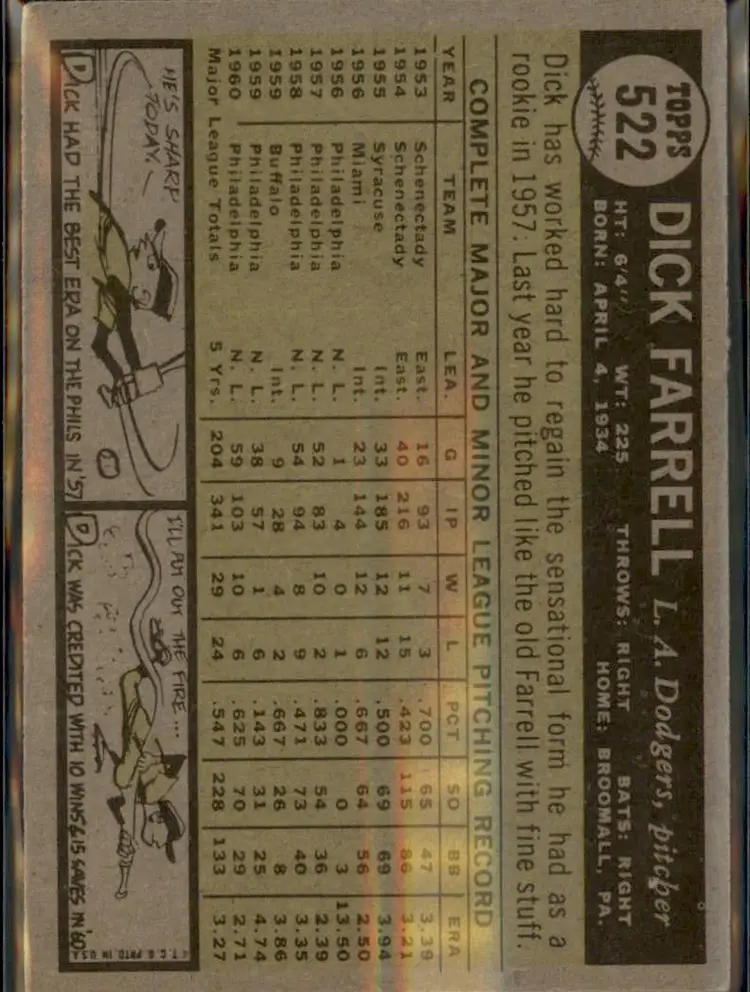 TOPPS
522
DICK FARRELL L. A. Dodgers, pitcher
HT: 6'4" WT: 225 THROWS: RIGHT BATS: RIGHT
BORN: APRIL 4, 1934 HOME: BROOMALL, PA.
Dick has worked hard to regain the sensational form he had as a
rookie in 1957. Last year he pitched like the old Farrell with fine stuff.
COMPLETE MAJOR AND MINOR LEAGUE PITCHING RECORD
YEAR TEAM LEA. G IP W L PCT SO BB ERA
1953 Schenectady East. 16 93 7 3 .700 65 47 3.39
1954 Schenectady East. 40 216 11 15 .423 115 86 3.21
1955 Syracuse Int. 33 185 12 12 .500 69 69 3.94
1956 Miami Int. 23 144 12 6 .667 64 56 2.50
1956 Philadelphia N. L. 1 4 0 1 .000 0 3 13.50
1957 Philadelphia N. L. 52 83 10 2 .833 54 36 2.39
1958 Philadelphia N. L. 54 94 8 9 .471 73 40 3.35
1959 Buffalo Int. 9 28 4 2 .667 26 8 3.86
1959 Philadelphia N. L. 38 57 1 6 .143 31 25 4.74
1960 Philadelphia N. L. 59 103 10 6 .625 70 29 2.71
Major League Totals 5 Yrs. 204 341 29 24 .547 228 133 3.27
HE'S SHARP
TODAY.
DICK HAD THE BEST ERA ON THE PHILS IN '57
I'LL PUT OUT THE FIRE...
DICK WAS CREDITED WITH 10 WINS & 15 SAVES IN '60
T.C.G. PRTD. IN U.S.A.